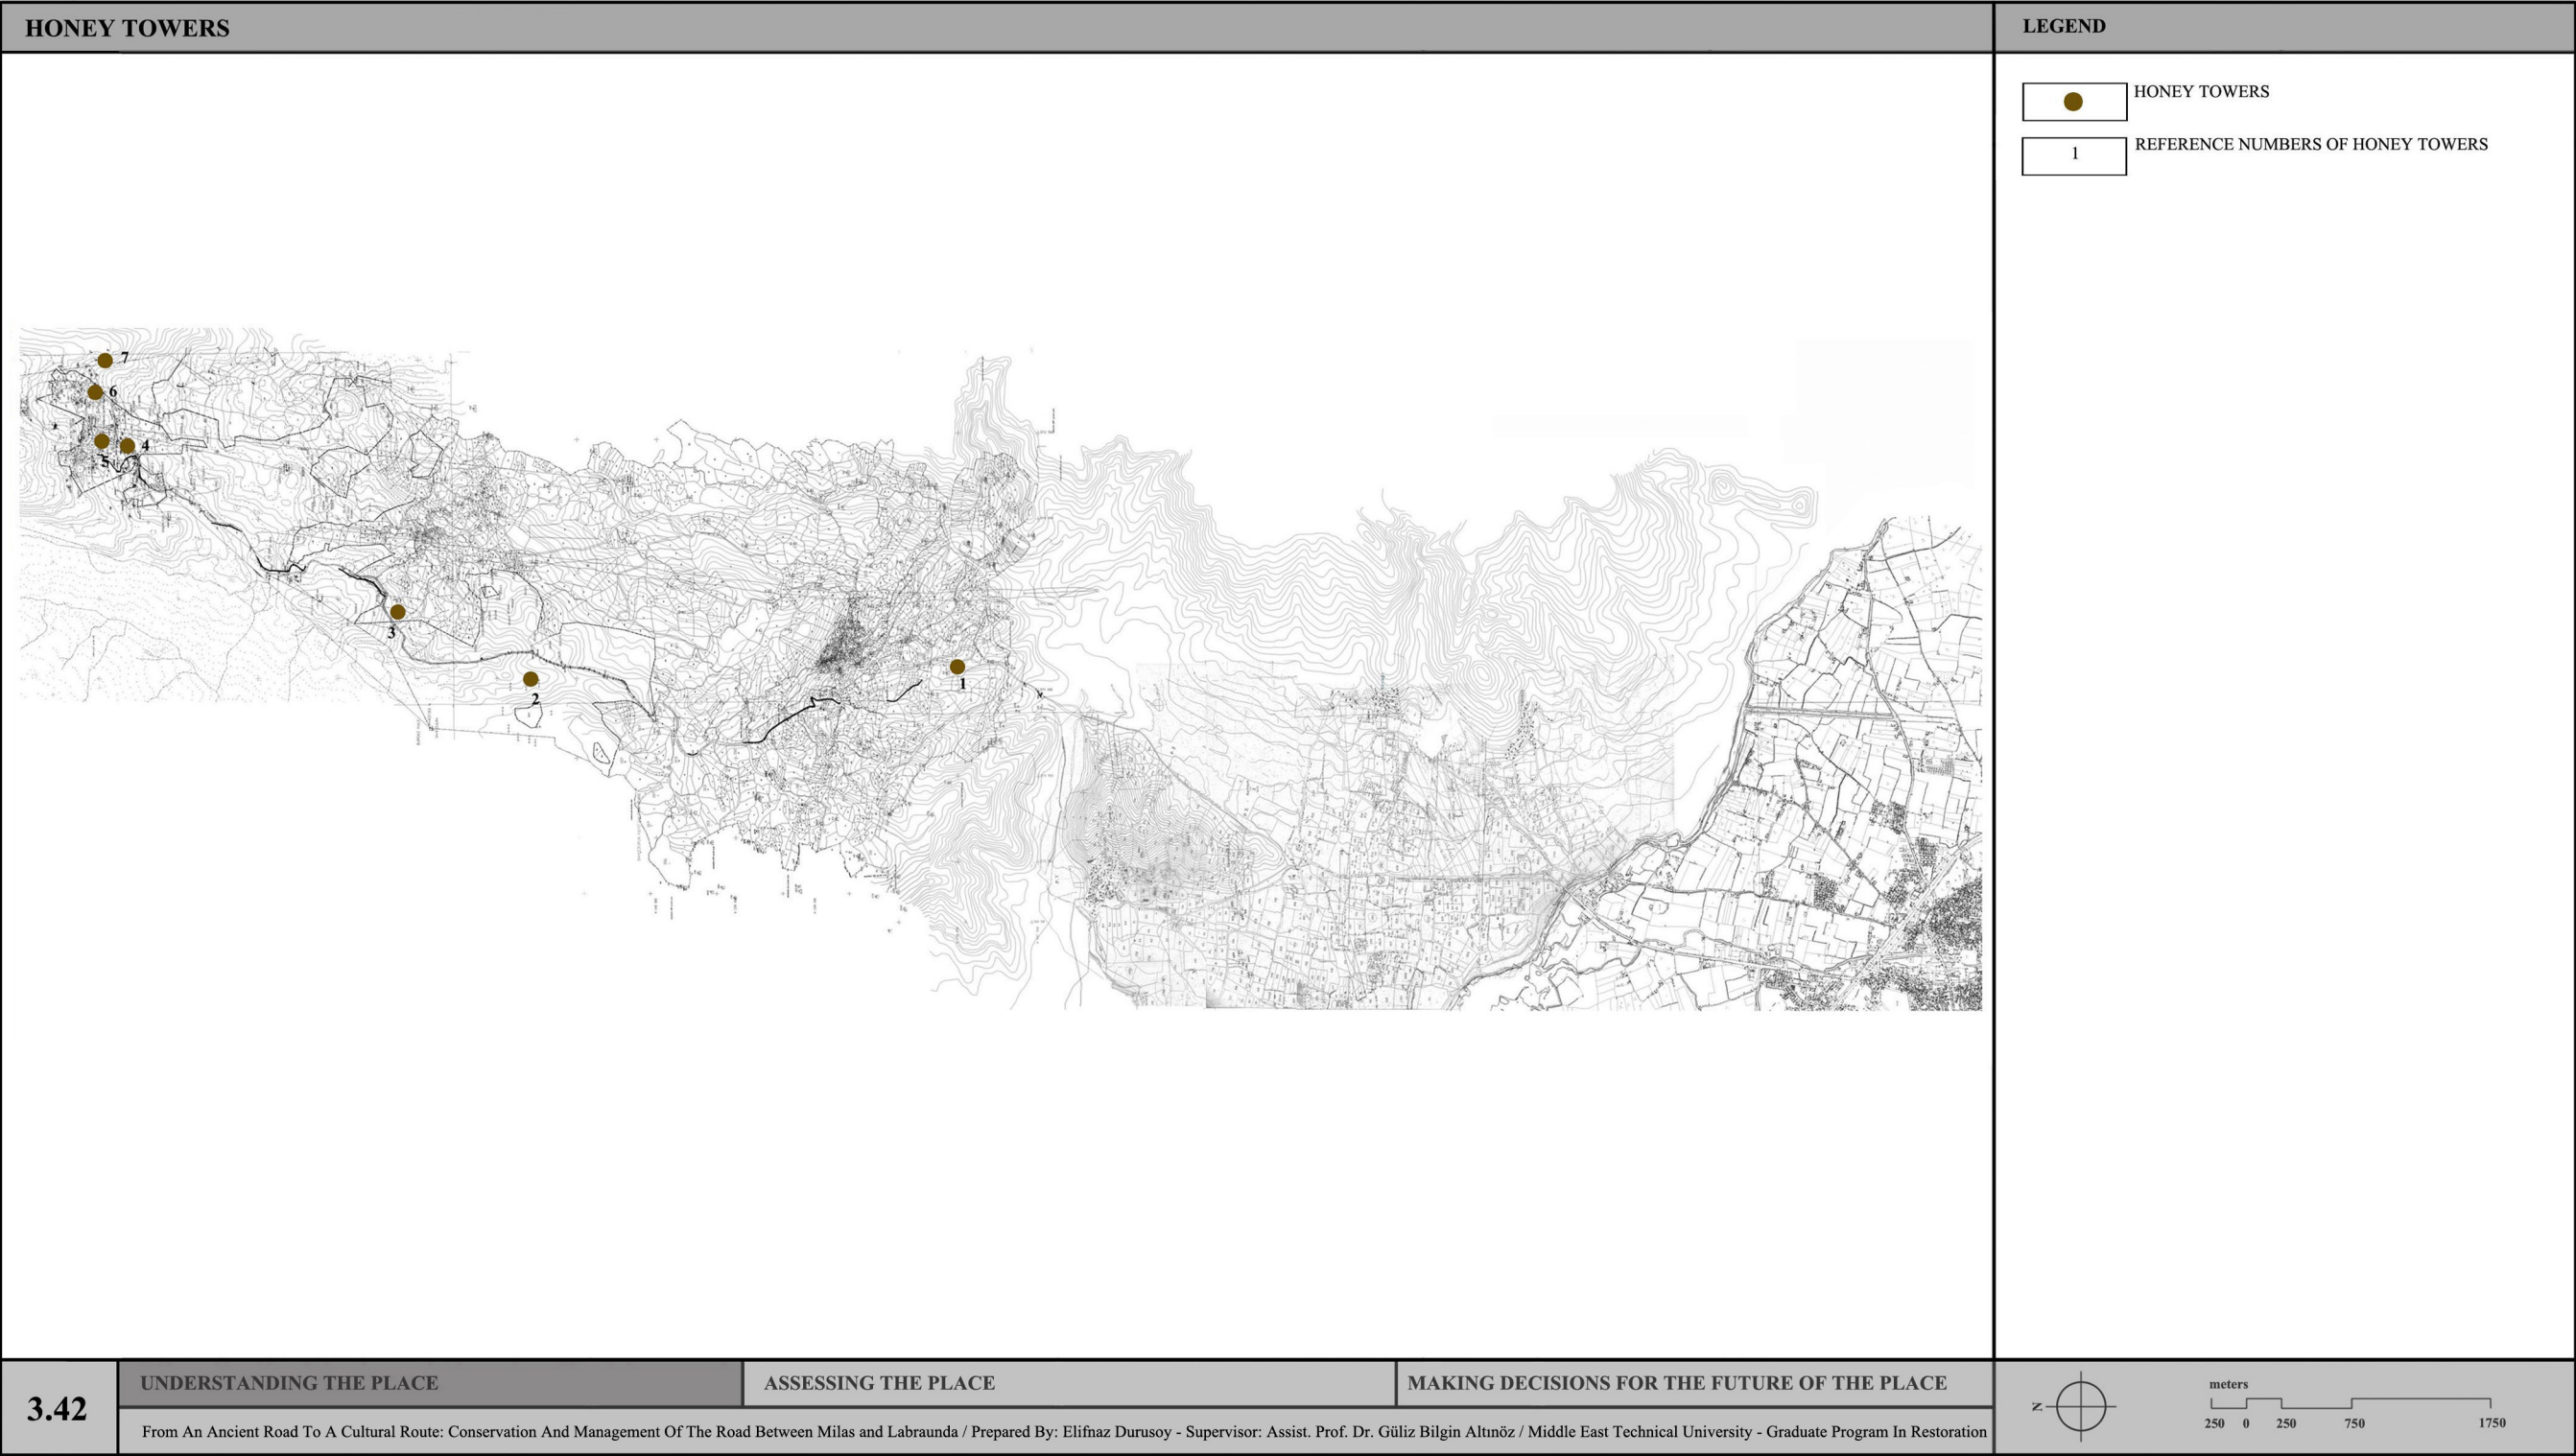 HONEY TOWERS
LEGEND
HONEY TOWERS
1
REFERENCE NUMBERS OF HONEY TOWERS
7
6
4
5
3
2
1
3.42
UNDERSTANDING THE PLACE
ASSESSING THE PLACE
MAKING DECISIONS FOR THE FUTURE OF THE PLACE
From An Ancient Road To A Cultural Route: Conservation And Management Of The Road Between Milas and Labraunda / Prepared By: Elifnaz Durusoy - Supervisor: Assist. Prof. Dr. Güliz Bilgin Altınöz / Middle East Technical University - Graduate Program In Restoration
N
meters
250 0 250 750 1750